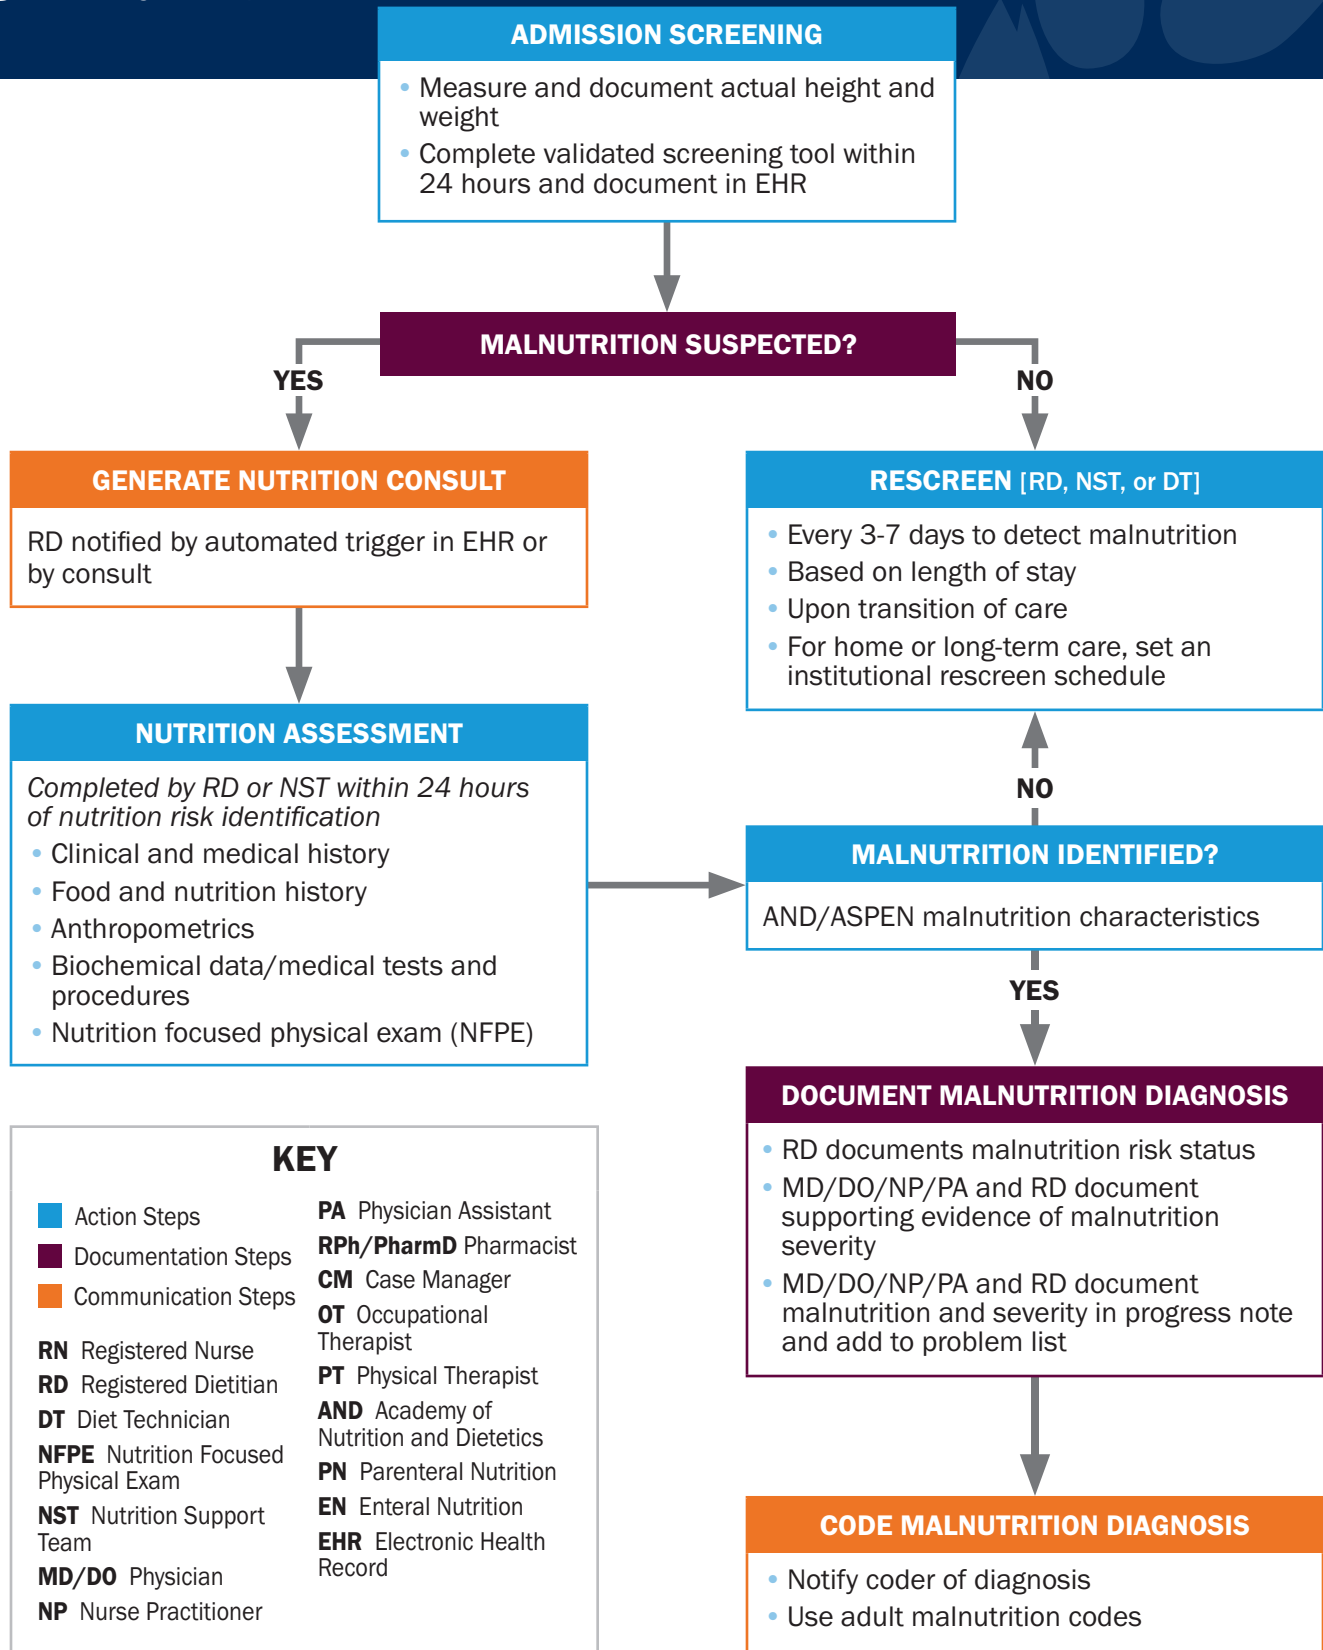 ADMISSION SCREENING
• Measure and document actual height and
weight
• Complete validated screening tool within
24 hours and document in EHR
MALNUTRITION SUSPECTED?
YES
NO
GENERATE NUTRITION CONSULT
RD notified by automated trigger in EHR or
by consult
RESCREEN [RD, NST, or DT]
• Every 3-7 days to detect malnutrition
• Based on length of stay
• Upon transition of care
• For home or long-term care, set an
institutional rescreen schedule
NUTRITION ASSESSMENT
Completed by RD or NST within 24 hours
of nutrition risk identification
• Clinical and medical history
• Food and nutrition history
• Anthropometrics
• Biochemical data/medical tests and
procedures
• Nutrition focused physical exam (NFPE)
NO
MALNUTRITION IDENTIFIED?
AND/ASPEN malnutrition characteristics
YES
DOCUMENT MALNUTRITION DIAGNOSIS
• RD documents malnutrition risk status
• MD/DO/NP/PA and RD document
supporting evidence of malnutrition
severity
• MD/DO/NP/PA and RD document
malnutrition and severity in progress note
and add to problem list
CODE MALNUTRITION DIAGNOSIS
• Notify coder of diagnosis
• Use adult malnutrition codes
KEY
Action Steps
Documentation Steps
Communication Steps
RN Registered Nurse
RD Registered Dietitian
DT Diet Technician
NFPE Nutrition Focused
Physical Exam
NST Nutrition Support
Team
MD/DO Physician
NP Nurse Practitioner
PA Physician Assistant
RPh/PharmD Pharmacist
CM Case Manager
OT Occupational
Therapist
PT Physical Therapist
AND Academy of
Nutrition and Dietetics
PN Parenteral Nutrition
EN Enteral Nutrition
EHR Electronic Health
Record